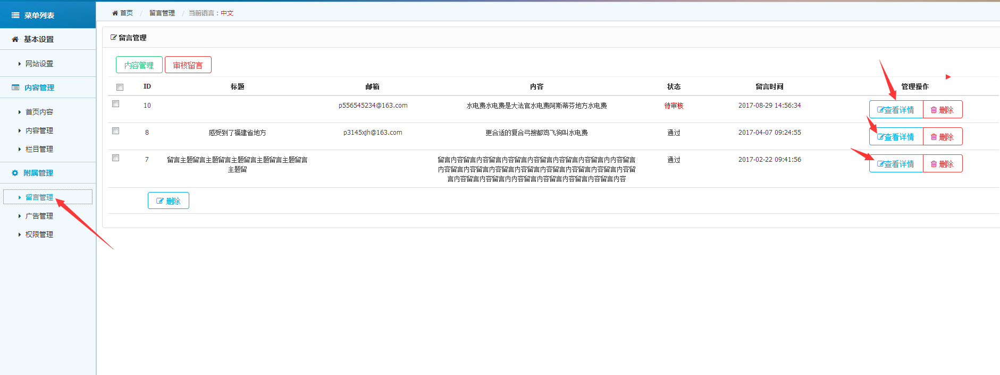 菜单列表
基本设置
网站设置
内容管理
首页内容
内容管理
栏目管理
附属管理
留言管理
广告管理
权限管理
首页 / 留言管理 / 当前语言：中文
留言管理
内容管理 审核留言
ID 标题 邮箱 内容 状态 留言时间 管理操作
10 p556545234@163.com 水电费水电费是大法官水电费阿斯蒂芬地方水电费 待审核 2017-08-29 14:56:34 查看详情 删除
8 感受到了福建省地方 p3145xjh@163.com 更合适的复合弓搜都鸡飞狗叫水电费 通过 2017-04-07 09:24:55 查看详情 删除
7 留言主题留言主题留言主题留言主题留言主题留言 留言内容留言内容留言内容留言内容留言内容留言内容留言内内容留言 通过 2017-02-22 09:41:56 查看详情 删除
主题留 内容留言内容留言内容留言内容留言内容留言内容留言内容留言内容留
言内容留言内容留言内内容留言内容留言内容留言内容留言内容
删除